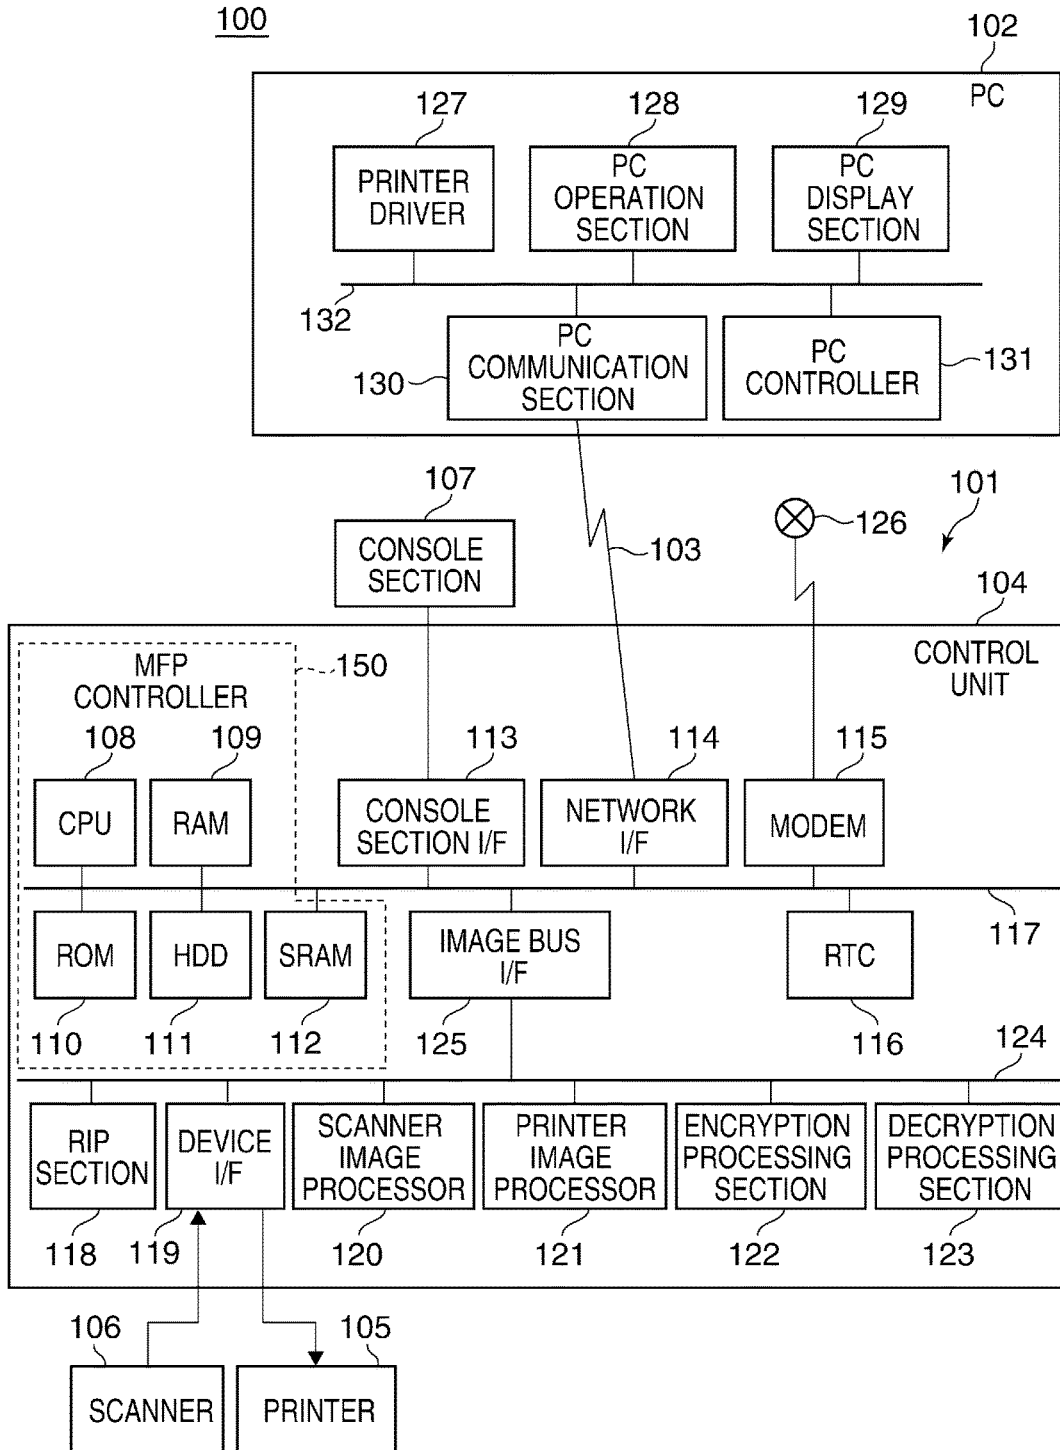 100
102
PC
127
128
129
PRINTER
DRIVER
PC
OPERATION
SECTION
PC
DISPLAY
SECTION
132
PC
COMMUNICATION
SECTION
130
PC
CONTROLLER
131
107
CONSOLE
SECTION
103
126
101
104
CONTROL
UNIT
MFP
CONTROLLER
150
108
109
113
114
115
CPU
RAM
CONSOLE
SECTION I/F
NETWORK
I/F
MODEM
117
ROM
HDD
SRAM
IMAGE BUS
I/F
RTC
110
111
112
125
116
124
RIP
SECTION
DEVICE
I/F
SCANNER
IMAGE
PROCESSOR
PRINTER
IMAGE
PROCESSOR
ENCRYPTION
PROCESSING
SECTION
DECRYPTION
PROCESSING
SECTION
118
119
120
121
122
123
106
105
SCANNER
PRINTER